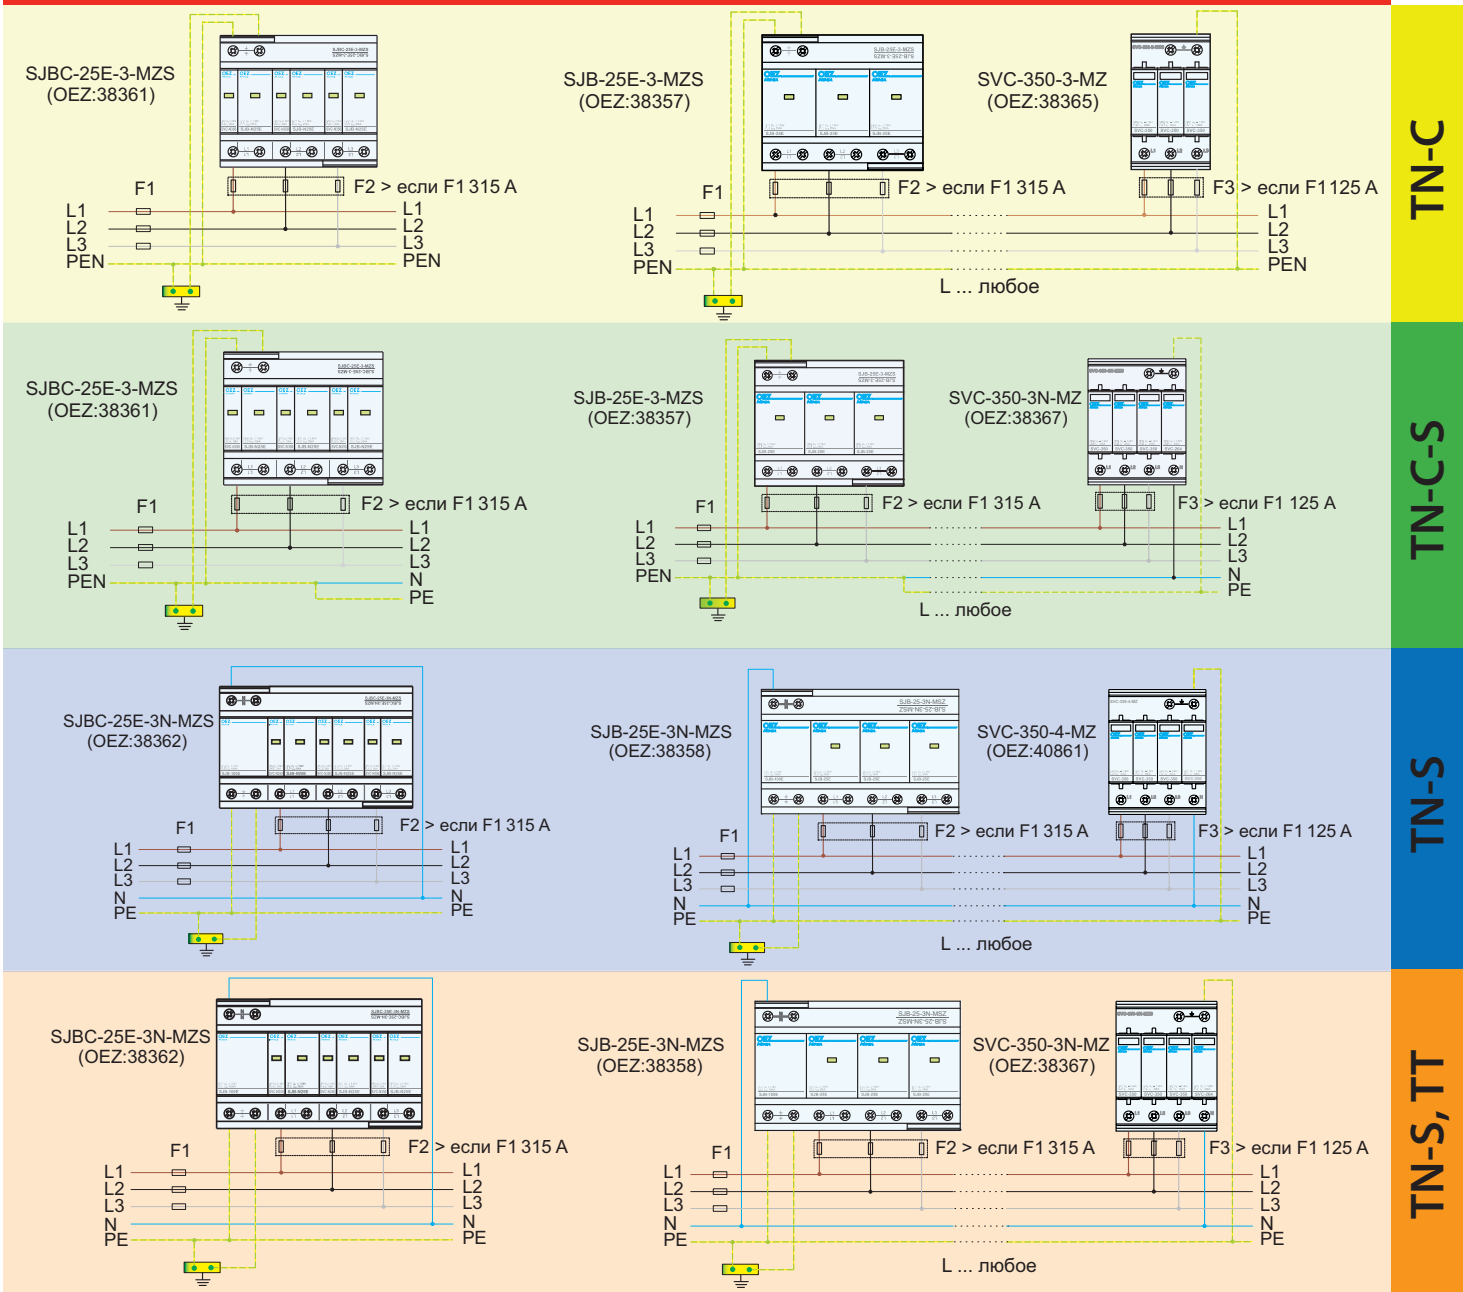 SJBC-25E-3-MZS
(OEZ:38361)
F1
F2 > если F1 315 A
L1
L2
L3
PEN
L1
L2
L3
PEN
SJB-25E-3-MZS
(OEZ:38357)
SVC-350-3-MZ
(OEZ:38365)
F1
F2 > если F1 315 A
F3 > если F1125 A
L1
L2
L3
PEN
L1
L2
L3
PEN
L ... любое
TN-C
SJBC-25E-3-MZS
(OEZ:38361)
F1
F2 > если F1 315 A
L1
L2
L3
PEN
L1
L2
L3
N
PE
SJB-25E-3-MZS
(OEZ:38357)
SVC-350-3N-MZ
(OEZ:38367)
F1
F2 > если F1 315 A
F3 > если F1 125 A
L1
L2
L3
PEN
L1
L2
L3
N
PE
L ... любое
TN-C-S
SJBC-25E-3N-MZS
(OEZ:38362)
F1
F2 > если F1 315 A
L1
L2
L3
N
PE
L1
L2
L3
N
PE
SJB-25E-3N-MZS
(OEZ:38358)
SJB-25-3N-MSZ
SVC-350-4-MZ
(OEZ:40861)
F1
F2 > если F1 315 A
F3 > если F1 125 A
L1
L2
L3
N
PE
L1
L2
L3
N
PE
L ... любое
TN-S
SJBC-25E-3N-MZS
(OEZ:38362)
F1
F2 > если F1 315 A
L1
L2
L3
N
PE
L1
L2
L3
N
PE
SJB-25E-3N-MZS
(OEZ:38358)
SJB-25-3N-MSZ
SVC-350-3N-MZ
(OEZ:38367)
F1
F2 > если F1 315 A
F3 > если F1 125 A
L1
L2
L3
N
PE
L1
L2
L3
N
PE
L ... любое
TN-S, TT